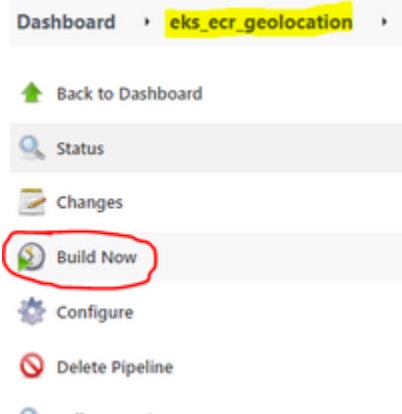 Dashboard eks_ecr_geolocation
Back to Dashboard
Status
Changes
Build Now
Configure
Delete Pipeline